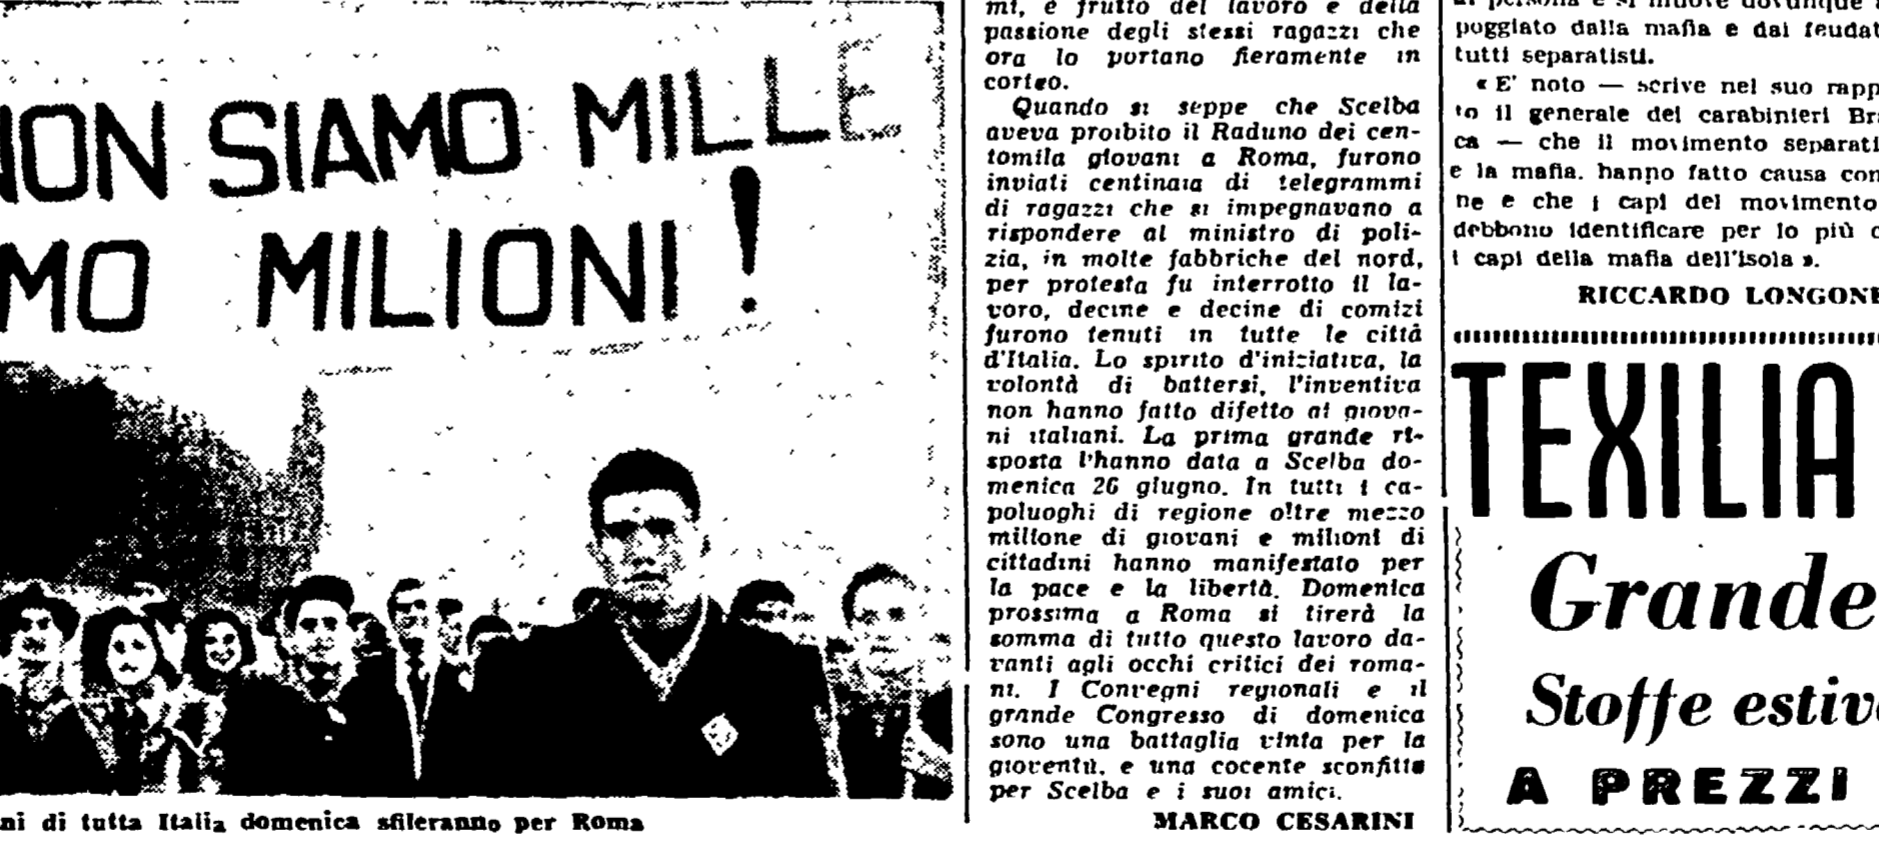 NON SIAMO MILLE
MO MILIONI!
ni di tutta Italia domenica sfileranno per Roma
mi, è frutto del lavoro e della
passione degli stessi ragazzi che
ora lo portano fieramente in
corteo.
Quando si seppe che Scelba
aveva proibito il Raduno dei cen-
tomila giovani a Roma, furono
inviati centinaia di telegrammi
di ragazzi che si impegnavano a
rispondere al ministro di poli-
zia, in molte fabbriche del nord,
per protesta fu interrotto il la-
voro, decine e decine di comizi
furono tenuti in tutte le città
d'Italia. Lo spirito d'iniziativa, la
volontà di battersi, l'inventiva
non hanno fatto difetto ai giova-
ni italiani. La prima grande ri-
sposta l'hanno data a Scelba do-
menica 26 giugno. In tutti i ca-
poluoghi di regione oltre mezzo
milione di giovani e milioni di
cittadini hanno manifestato per
la pace e la libertà. Domenica
prossima a Roma si tirerà la
somma di tutto questo lavoro da-
vanti agli occhi critici dei roma-
ni. I Convegni regionali e il
grande Congresso di domenica
sono una battaglia vinta per la
gioventù, e una cocente sconfitta
per Scelba e i suoi amici.
MARCO CESARINI
di persona e si muove dovunque
poggiato dalla mafia e dai feudat
tutti separatisti.
« E' noto — scrive nel suo rapp
to il generale dei carabinieri Bra
ca — che il movimento separati
e la mafia, hanno fatto causa con
ne e che i capi del movimento
debbono identificare per lo più c
i capi della mafia dell'Isola ».
RICCARDO LONGONE
TEXILIA
Grande
Stoffe estive
A PREZZI